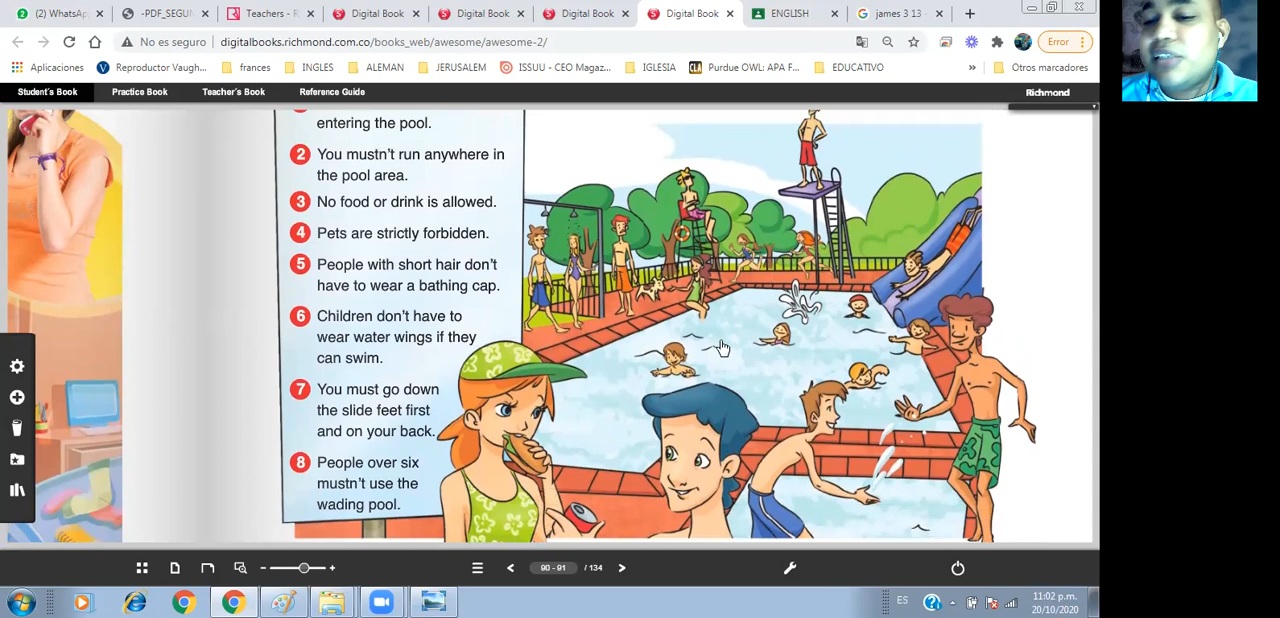 (2) WhatsAp
-PDF_SEGUN
Teachers - R
Digital Book
Digital Book
Digital Book
Digital Book
ENGLISH
james 3 13 -
No es seguro
digitalbooks.richmond.com.co/books_web/awesome/awesome-2/
Error
Aplicaciones
Reproductor Vaugh...
frances
INGLES
ALEMAN
JERUSALEM
ISSUU - CEO Magaz...
IGLESIA
Purdue OWL: APA F...
EDUCATIVO
»
Otros marcadores
Student's Book
Practice Book
Teacher's Book
Reference Guide
Richmond
entering the pool.
2 You mustn't run anywhere in
the pool area.
3 No food or drink is allowed.
4 Pets are strictly forbidden.
5 People with short hair don't
have to wear a bathing cap.
6 Children don't have to
wear water wings if they
can swim.
7 You must go down
the slide feet first
and on your back.
8 People over six
mustn't use the
wading pool.
90 - 91 / 134
ES
11:02 p.m.
20/10/2020